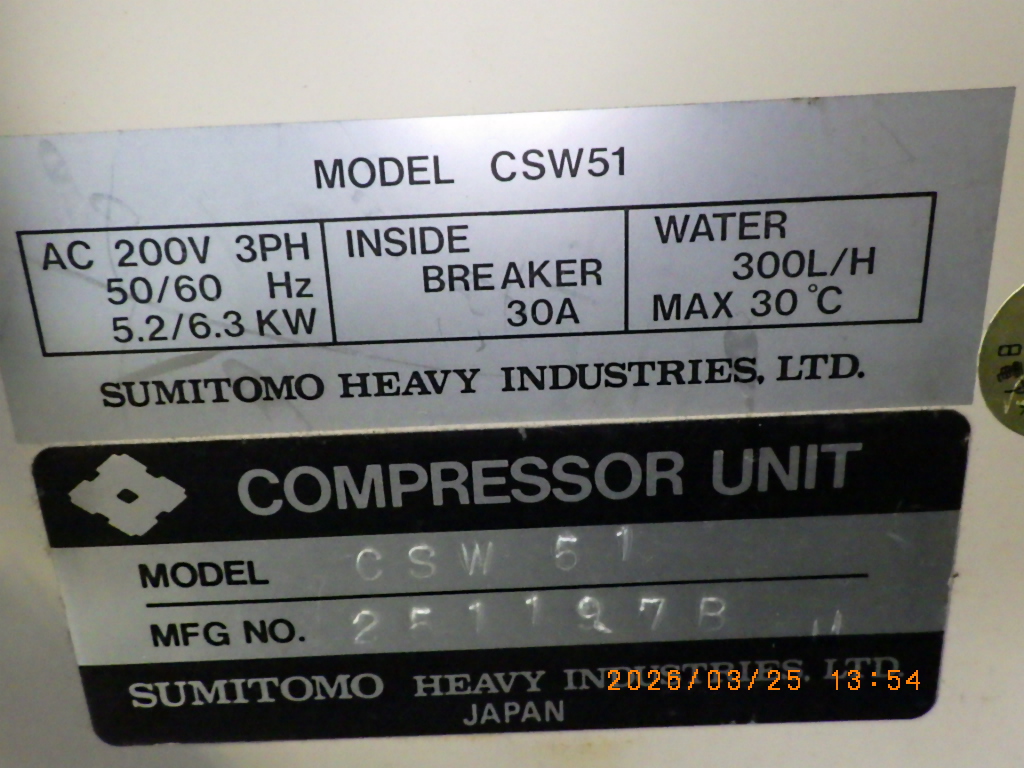 MODEL CSW51
AC 200V 3PH
50/60 Hz
5.2/6.3 KW
INSIDE
BREAKER
30A
WATER
300L/H
MAX 30℃
SUMITOMO HEAVY INDUSTRIES, LTD.
COMPRESSOR UNIT
MODEL CSW 51
MFG NO.
SUMITOMO HEAVY INDUSTRIES, LTD.
JAPAN
2026/03/25 13:54